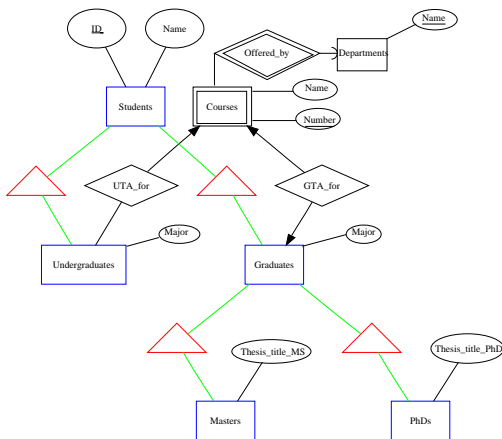 Name
ID
Name
Offered_by
Departments
Name
Students
Courses
Number
UTA_for
GTA_for
Major
Major
Undergraduates
Graduates
Thesis_title_MS
Thesis_title_PhD
Masters
PhDs